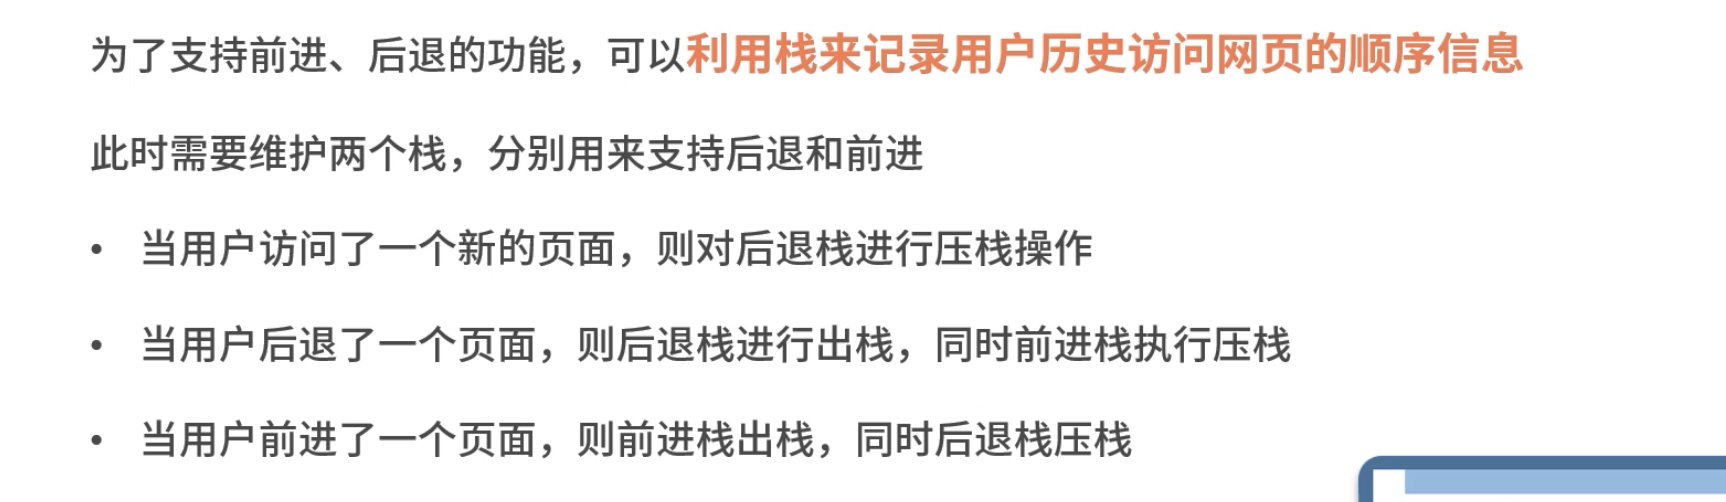 为了支持前进、后退的功能，可以利用栈来记录用户历史访问网页的顺序信息
此时需要维护两个栈，分别用来支持后退和前进
• 当用户访问了一个新的页面，则对后退栈进行压栈操作
• 当用户后退了一个页面，则后退栈进行出栈，同时前进栈执行压栈
• 当用户前进了一个页面，则前进栈出栈，同时后退栈压栈